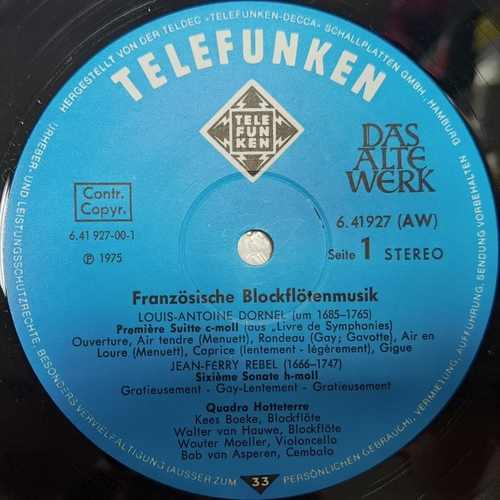 HERGESTELLT VON DER TELDEC »TELEFUNKEN-DECCA« SCHALLPLATTEN GMBH, HAMBURG
TELEFUNKEN
TELE
FUN
KEN
DAS
ALTE
WERK
Contr.
Copyr.
6.41 927-00-1
℗ 1975
6.41927 (AW)
Seite 1 STEREO
Französische Blockflötenmusik
LOUIS-ANTOINE DORNEL (um 1685–1765)
Première Suitte c-moll (aus „Livre de Symphonies)
Ouverture, Air tendre (Menuett), Rondeau (Gay; Gavotte), Air en
Loure (Menuett), Caprice (lentement - légèrement), Gigue
JEAN-FERRY REBEL (1666–1747)
Sixième Sonate h-moll
Gratieusement - Gay-Lentement - Gratieusement
Quadro Hotteterre
Kees Boeke, Blockflöte
Walter van Hauwe, Blockflöte
Wouter Moeller, Violoncello
Bob van Asperen, Cembalo
33
URHEBER- UND LEISTUNGSSCHUTZRECHTE, BESONDERS VERVIELFÄLTIGUNG (AUSSER ZUM PERSÖNLICHEN GEBRAUCH), VERMIETUNG, AUFFÜHRUNG, SENDUNG VORBEHALTEN